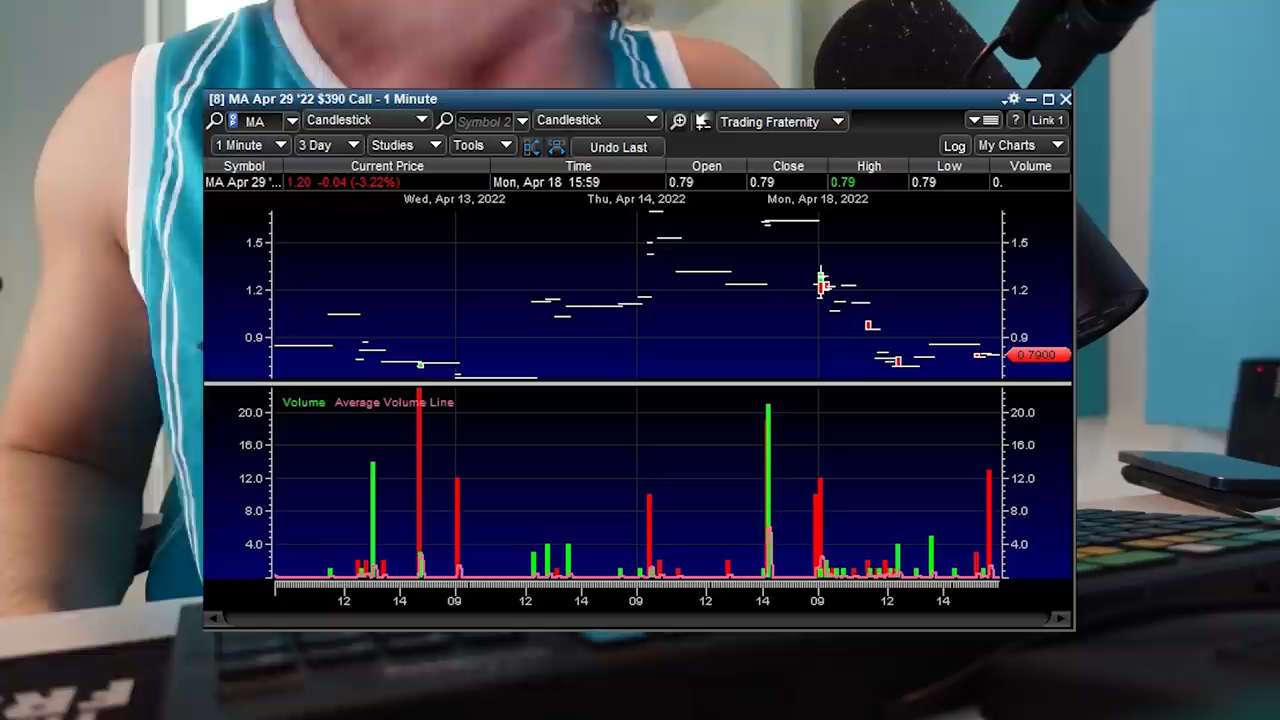 [8] MA Apr 29 '22 $390 Call - 1 Minute
MA Candlestick Symbol 2 Candlestick Trading Fraternity ? Link 1
1 Minute 3 Day Studies Tools Undo Last Log My Charts
Symbol Current Price Time Open Close High Low Volume
MA Apr 29 '... 1.20 -0.04 (-3.22%) Mon, Apr 18 15:59 0.79 0.79 0.79 0.79 0.
Wed, Apr 13, 2022 Thu, Apr 14, 2022 Mon, Apr 18, 2022
1.5 1.5
1.2 1.2
0.9 0.9
0.7900
Volume Average Volume Line
20.0 20.0
16.0 16.0
12.0 12.0
8.0 8.0
4.0 4.0
12 14 09 12 14 09 12 14 09 12 14